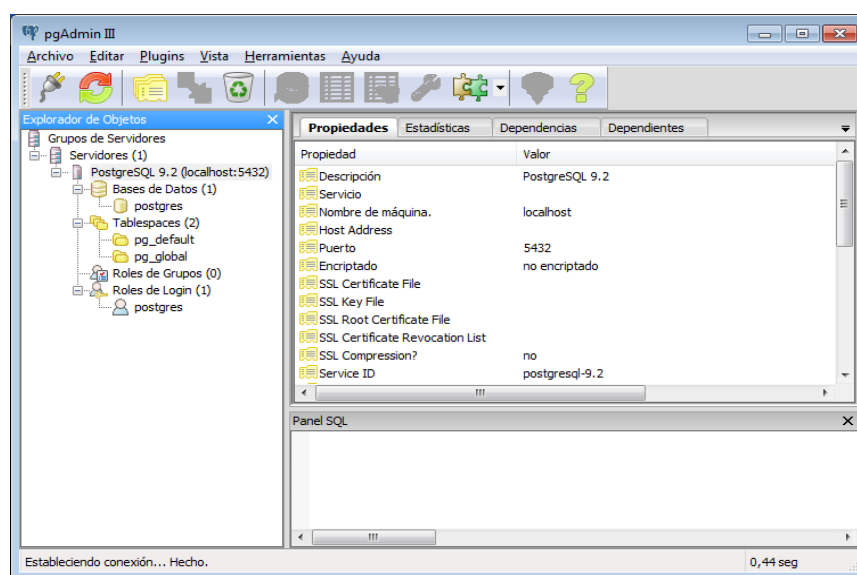 pgAdmin III
Archivo Editar Plugins Vista Herramientas Ayuda
Explorador de Objetos
Grupos de Servidores
Servidores (1)
PostgreSQL 9.2 (localhost:5432)
Bases de Datos (1)
postgres
Tablespaces (2)
pg_default
pg_global
Roles de Grupos (0)
Roles de Login (1)
postgres
Propiedades Estadísticas Dependencias Dependientes
Propiedad Valor
Descripción PostgreSQL 9.2
Servicio
Nombre de máquina. localhost
Host Address
Puerto 5432
Encriptado no encriptado
SSL Certificate File
SSL Key File
SSL Root Certificate File
SSL Certificate Revocation List
SSL Compression? no
Service ID postgresql-9.2
Panel SQL
Estableciendo conexión... Hecho. 0,44 seg